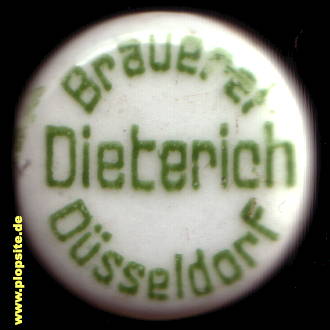 Brauerei
Dieterich
Düsseldorf
www.plopsite.de